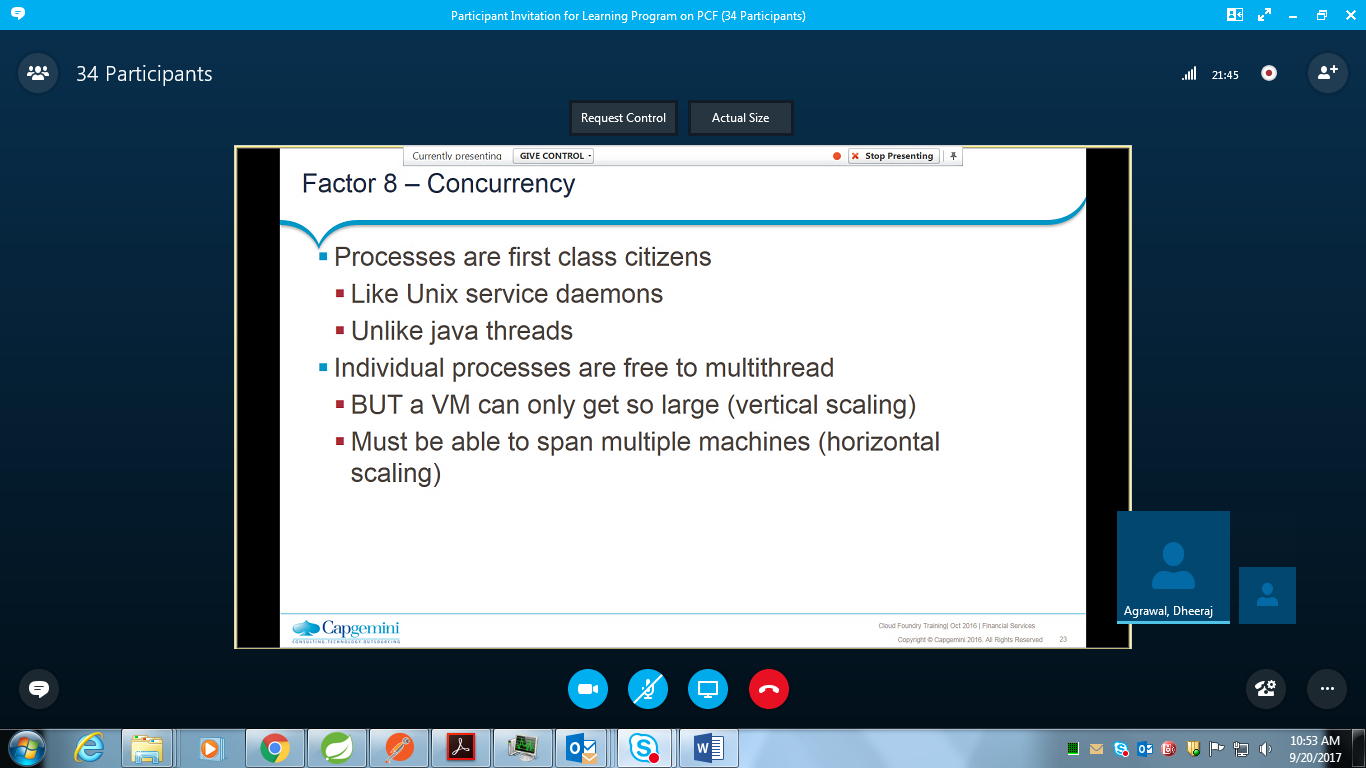 Participant Invitation for Learning Program on PCF (34 Participants)
34 Participants
21:45
Request Control
Actual Size
Currently presenting
GIVE CONTROL
Stop Presenting
Factor 8 – Concurrency
Processes are first class citizens
Like Unix service daemons
Unlike java threads
Individual processes are free to multithread
BUT a VM can only get so large (vertical scaling)
Must be able to span multiple machines (horizontal
scaling)
Agrawal, Dheeraj
Capgemini
CONSULTING.TECHNOLOGY.OUTSOURCING
Cloud Foundry Training| Oct 2016 | Financial Services
Copyright © Capgemini 2016. All Rights Reserved
23
10:53 AM
9/20/2017